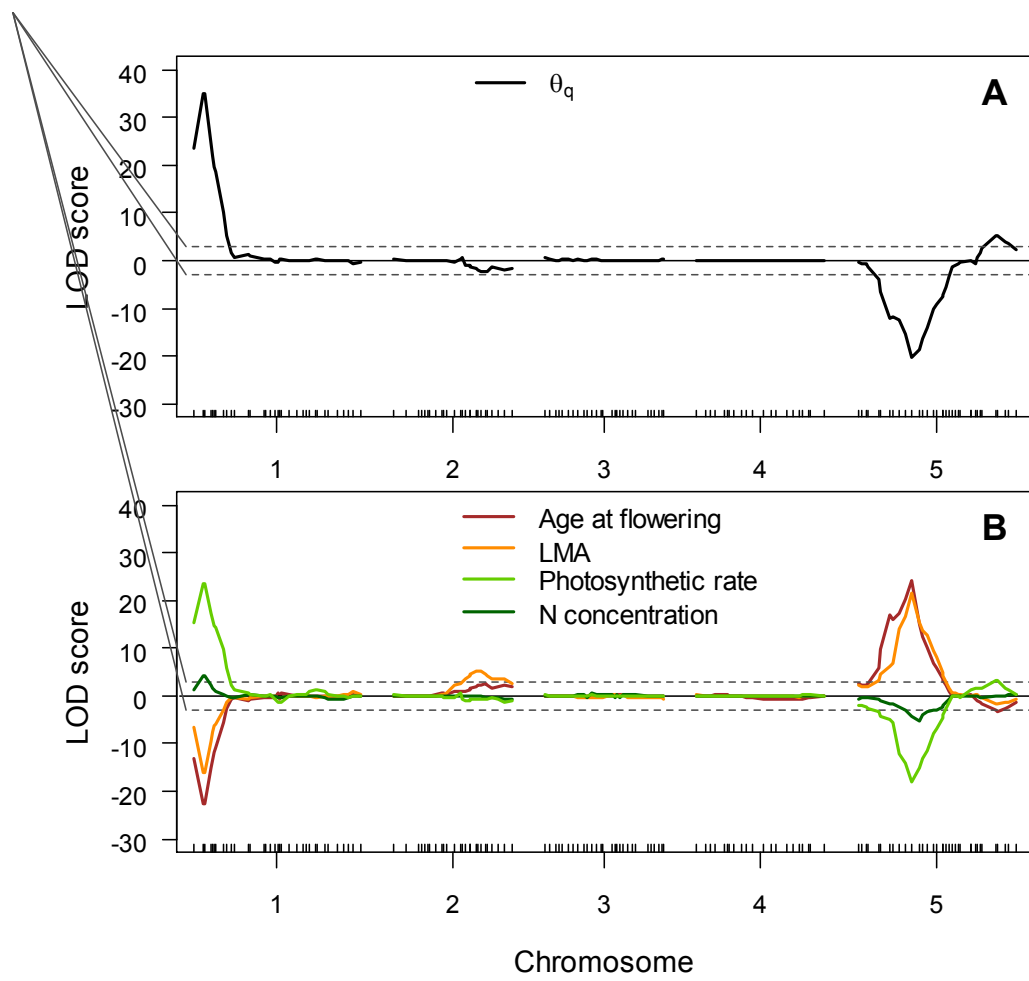 A
θq
40
30
20
10
0
-10
-20
-30
LOD score
1 2 3 4 5
B
Age at flowering
LMA
Photosynthetic rate
N concentration
40
30
20
10
0
-10
-20
-30
LOD score
1 2 3 4 5
Chromosome